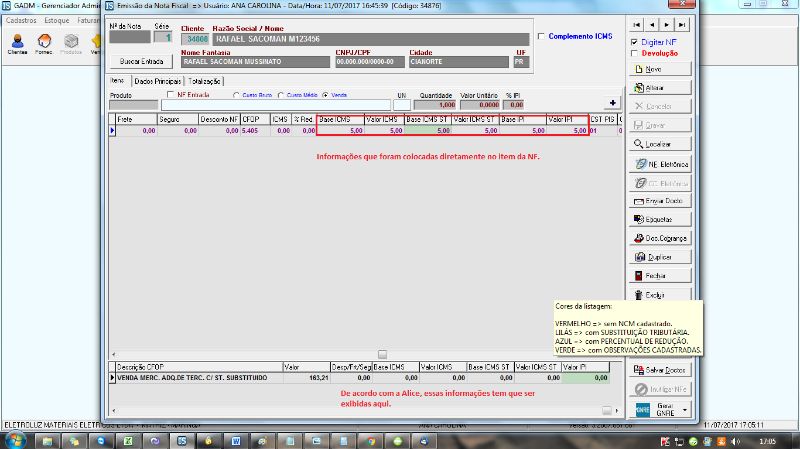 GADM - Gerenciador Admi
Cadastros Estoque Fatura
Clientes Fornec. Produtos Ven
Emissão da Nota Fiscal => Usuário: ANA CAROLINA - Data/Hora: 11/07/2017 16:45:39 [Código: 34876]
Nº da Nota Série Cliente Razão Social / Nome
1 34808 RAFAEL SACOMAN M123456
Complemento ICMS
Nome Fantasia CNPJ/CPF Cidade UF
RAFAEL SACOMAN MUSSINATO 00.000.000/0000-00 CIANORTE PR
Buscar Entrada
Itens Dados Principais Totalização
Produto NF Entrada Custo Bruto Custo Médio Venda UN Quantidade Valor Unitário % IPI
1,000 0,0000 0,00
Frete Seguro Desconto NF CFOP ICMS % Red. Base ICMS Valor ICMS Base ICMS ST Valor ICMS ST Base IPI Valor IPI CST PIS C
0,00 0,00 0,00 5.405 0,00 0,00 5,00 5,00 5,00 5,00 5,00 5,00 01 0
Informações que foram colocadas diretamente no item da NF.
Digitar NF
Devolução
Novo
Alterar
Cancelar
Gravar
Localizar
NF. Eletrônica
CC. Eletrônica
Enviar Docto
Etiquetas
Doc.Cobrança
Duplicar
Fechar
Excluir
Cores da listagem:
VERMELHO => sem NCM cadastrado.
LILÁS => com SUBSTITUIÇÃO TRIBUTÁRIA.
AZUL => com PERCENTUAL DE REDUÇÃO.
VERDE => com OBSERVAÇÕES CADASTRADAS.
Salvar Doctos
Inutilizar NFe
GNRE Gerar GNRE
Descrição CFOP Valor Desp/Frt/Seg Base ICMS Valor ICMS Base ICMS ST Valor ICMS ST Valor IPI
VENDA MERC. ADQ.DE TERC. C/ ST. SUBSTITUIDO 163,21 0,00 0,00 0,00 0,00 0,00 0,00
De acordo com a Alice, essas informações tem que ser
exibidas aqui.
11/07/2017 17:05:11
17:05